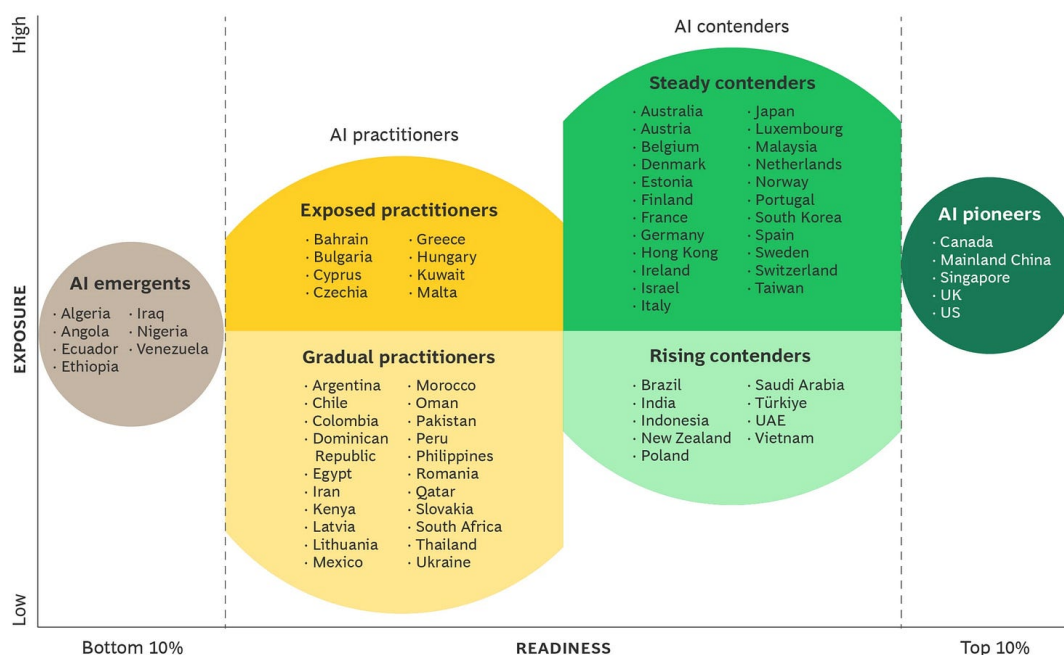 High
AI contenders
Steady contenders
· Australia
· Austria
· Belgium
· Denmark
· Estonia
· Finland
· France
· Germany
· Hong Kong
· Ireland
· Israel
· Italy
· Japan
· Luxembourg
· Malaysia
· Netherlands
· Norway
· Portugal
· South Korea
· Spain
· Sweden
· Switzerland
· Taiwan
AI practitioners
Exposed practitioners
· Bahrain
· Bulgaria
· Cyprus
· Czechia
· Greece
· Hungary
· Kuwait
· Malta
AI pioneers
· Canada
· Mainland China
· Singapore
· UK
· US
AI emergents
· Algeria
· Angola
· Ecuador
· Ethiopia
· Iraq
· Nigeria
· Venezuela
EXPOSURE
Gradual practitioners
· Argentina
· Chile
· Colombia
· Dominican
Republic
· Egypt
· Iran
· Kenya
· Latvia
· Lithuania
· Mexico
· Morocco
· Oman
· Pakistan
· Peru
· Philippines
· Romania
· Qatar
· Slovakia
· South Africa
· Thailand
· Ukraine
Rising contenders
· Brazil
· India
· Indonesia
· New Zealand
· Poland
· Saudi Arabia
· Türkiye
· UAE
· Vietnam
Low
Bottom 10%
READINESS
Top 10%